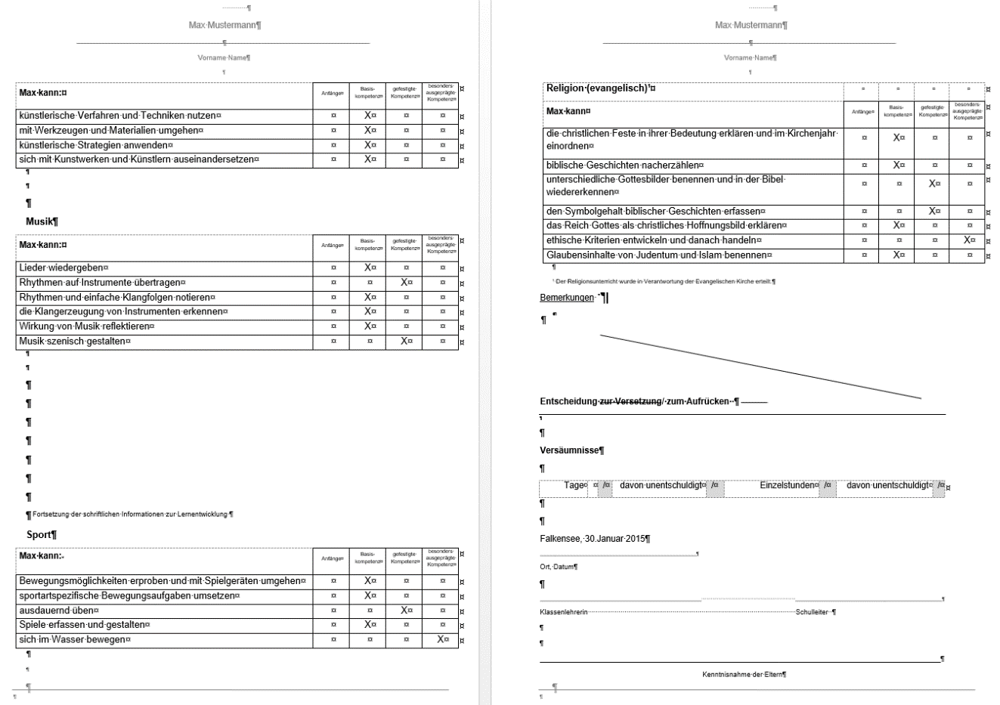 Max Mustermann¶
¶
Vorname Name¶
¶
Max kann:¤ Anfänge¤ Basis-kompetenz¤ gefestigte Kompetenz¤ besonders ausgeprägte Kompetenz¤ ¤
künstlerische Verfahren und Techniken nutzen¤ ¤ X¤ ¤ ¤ ¤
mit Werkzeugen und Materialien umgehen¤ ¤ X¤ ¤ ¤ ¤
künstlerische Strategien anwenden¤ ¤ X¤ ¤ ¤ ¤
sich mit Kunstwerken und Künstlern auseinandersetzen¤ ¤ X¤ ¤ ¤ ¤
¶
¶
¶
Musik¶
Max kann:¤ Anfänge¤ Basis-kompetenz¤ gefestigte Kompetenz¤ besonders ausgeprägte Kompetenz¤ ¤
Lieder wiedergeben¤ ¤ X¤ ¤ ¤ ¤
Rhythmen auf Instrumente übertragen¤ ¤ ¤ X¤ ¤ ¤
Rhythmen und einfache Klangfolgen notieren¤ ¤ X¤ ¤ ¤ ¤
die Klangerzeugung von Instrumenten erkennen¤ ¤ X¤ ¤ ¤ ¤
Wirkung von Musik reflektieren¤ ¤ X¤ ¤ ¤ ¤
Musik szenisch gestalten¤ ¤ ¤ X¤ ¤ ¤
¶
¶
¶
¶
¶
¶
¶
¶
¶
¶ Fortsetzung der schriftlichen Informationen zur Lernentwicklung ¶
Sport¶
Max kann: Anfänge¤ Basis-kompetenz¤ gefestigte Kompetenz¤ besonders ausgeprägte Kompetenz¤ ¤
Bewegungsmöglichkeiten erproben und mit Spielgeräten umgehen¤ ¤ X¤ ¤ ¤ ¤
sportartspezifische Bewegungsaufgaben umsetzen¤ ¤ X¤ ¤ ¤ ¤
ausdauernd üben¤ ¤ ¤ X¤ ¤ ¤
Spiele erfassen und gestalten¤ ¤ X¤ ¤ ¤ ¤
sich im Wasser bewegen¤ ¤ ¤ ¤ X¤ ¤
¶
¶
¶
¶
¶
Max Mustermann¶
¶
Vorname Name¶
¶
Religion (evangelisch)¹¤ ¤ ¤ ¤ ¤ ¤
Max kann¤ Anfänge¤ Basis-kompetenz¤ gefestigte Kompetenz¤ besonders ausgeprägte Kompetenz¤ ¤
die christlichen Feste in ihrer Bedeutung erklären und im Kirchenjahr ¤ X¤ ¤ ¤ ¤
einordnen¤
biblische Geschichten nacherzählen¤ ¤ X¤ ¤ ¤ ¤
unterschiedliche Gottesbilder benennen und in der Bibel ¤ ¤ X¤ ¤ ¤
wiedererkennen¤
den Symbolgehalt biblischer Geschichten erfassen¤ ¤ ¤ X¤ ¤ ¤
das Reich Gottes als christliches Hoffnungsbild erklären¤ ¤ X¤ ¤ ¤ ¤
ethische Kriterien entwickeln und danach handeln¤ ¤ ¤ ¤ X¤ ¤
Glaubensinhalte von Judentum und Islam benennen¤ ¤ X¤ ¤ ¤ ¤
¶
¹ Der Religionsunterricht wurde in Verantwortung der Evangelischen Kirche erteilt.¶
Bemerkungen ¶
¶ ¶
Entscheidung zur Versetzung/ zum Aufrücken ¶
¶
¶
Versäumnisse¶
¶
Tage¤ ¤ /¤ davon unentschuldigt¤ /¤ Einzelstunden¤ /¤ davon unentschuldigt¤ /¤ ¤
¶
¶
Falkensee, 30.Januar 2015¶
¶
Ort, Datum¶
¶
¶
Klassenlehrerin Schulleiter ¶
¶
¶
¶
Kenntnisnahme der Eltern¶
¶
¶